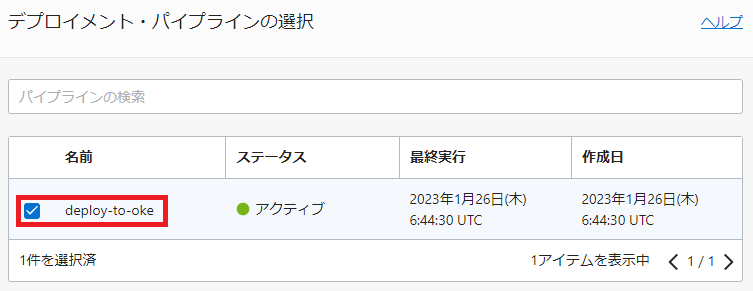 デプロイメント・パイプラインの選択 ヘルプ
パイプラインの検索
名前 ステータス 最終実行 作成日
deploy-to-oke アクティブ 2023年1月26日(木) 2023年1月26日(木)
6:44:30 UTC 6:44:30 UTC
1件を選択済 1アイテムを表示中 1 / 1